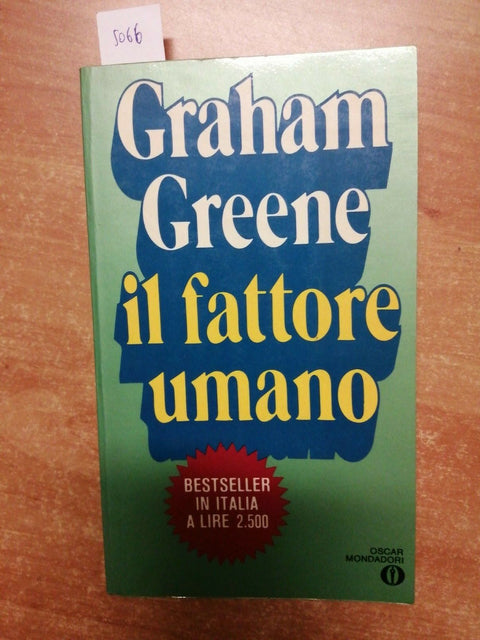 5066
Graham
Greene
il fattore
umano
BESTSELLER
IN ITALIA
A LIRE 2.500
OSCAR
MONDADORI